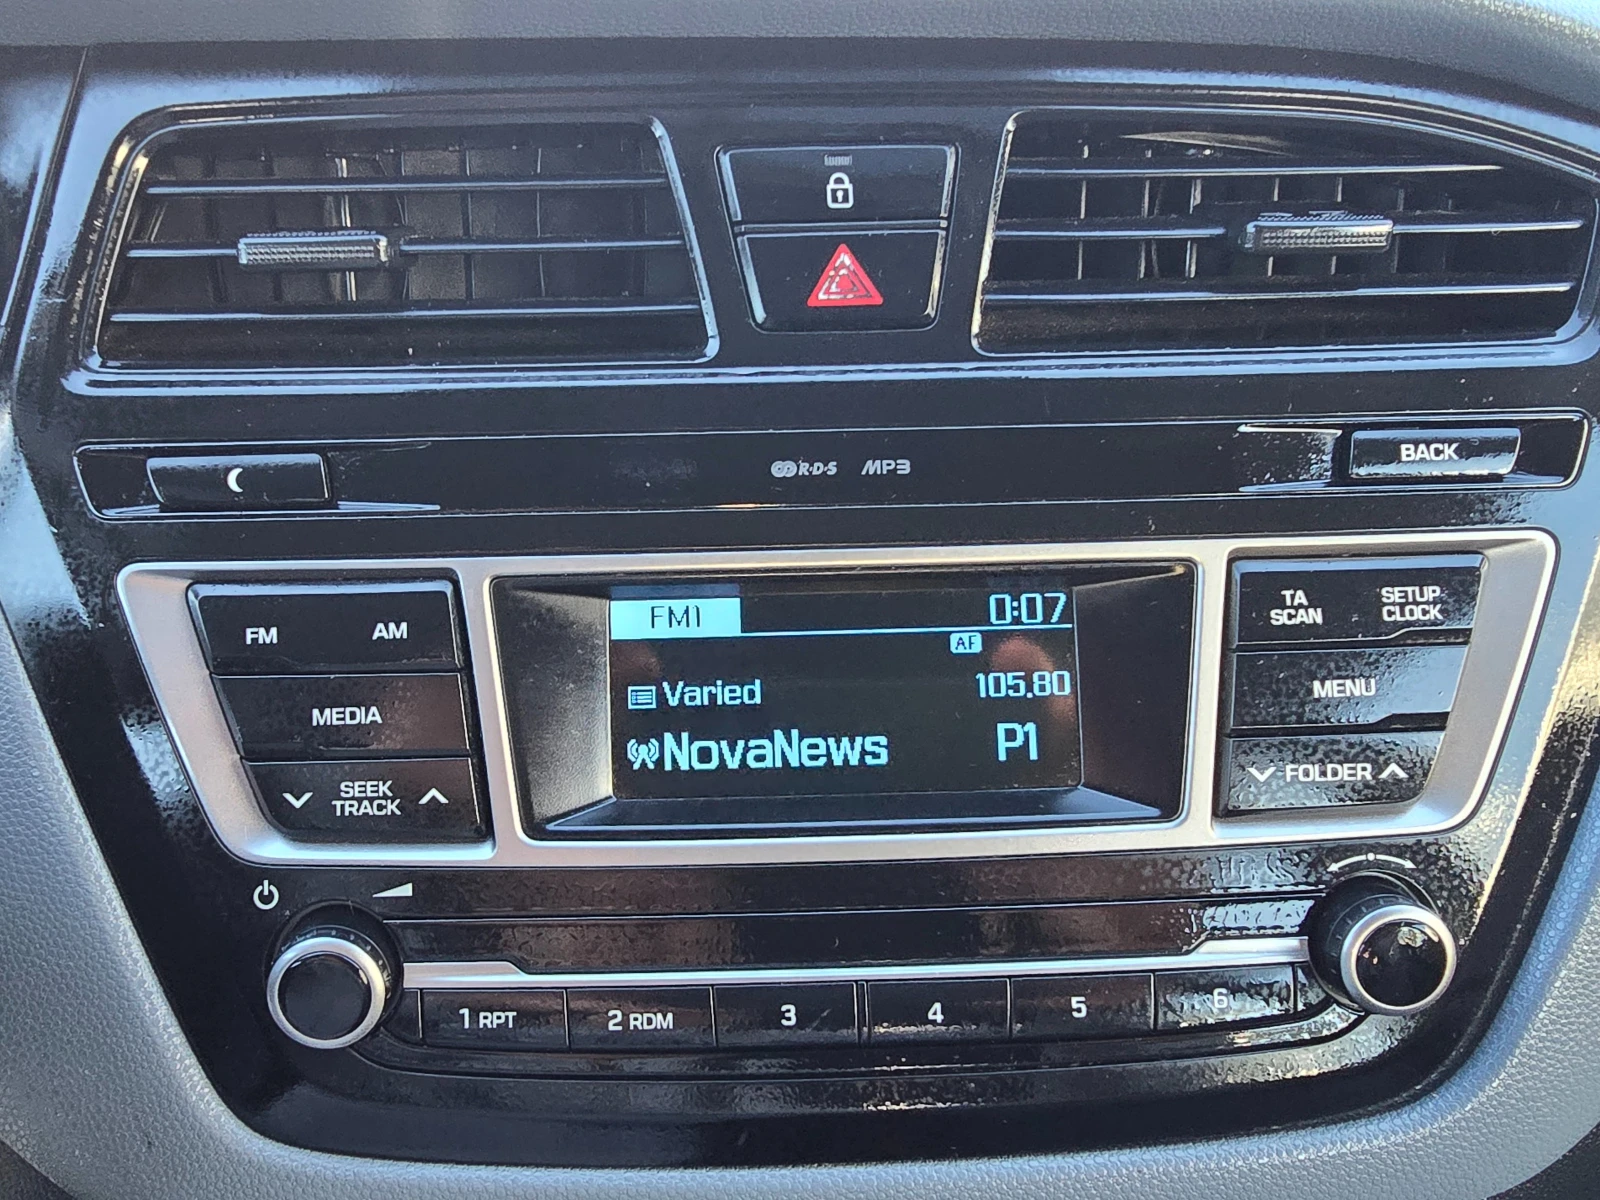 R·D·S MP3
BACK
FM AM
MEDIA
SEEK
TRACK
FM1 0:07
AF
Varied 105.80
NovaNews P1
TA
SCAN
SETUP
CLOCK
MENU
FOLDER
1 RPT 2 RDM 3 4 5 6